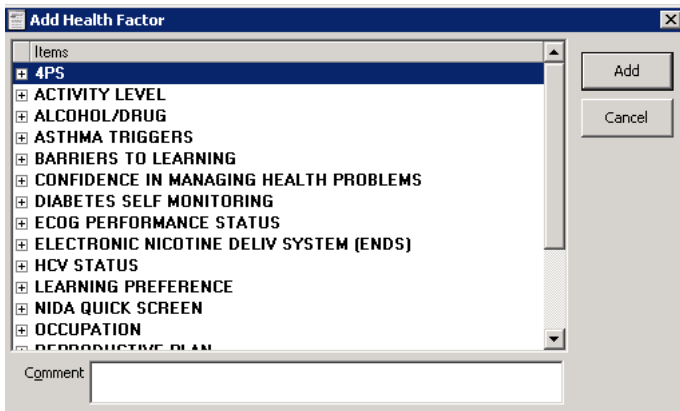 Add Health Factor
Items
4PS
ACTIVITY LEVEL
ALCOHOL/DRUG
ASTHMA TRIGGERS
BARRIERS TO LEARNING
CONFIDENCE IN MANAGING HEALTH PROBLEMS
DIABETES SELF MONITORING
ECOG PERFORMANCE STATUS
ELECTRONIC NICOTINE DELIV SYSTEM (ENDS)
HCV STATUS
LEARNING PREFERENCE
NIDA QUICK SCREEN
OCCUPATION
REPRODUCTIVE PLAN
Add
Cancel
Comment